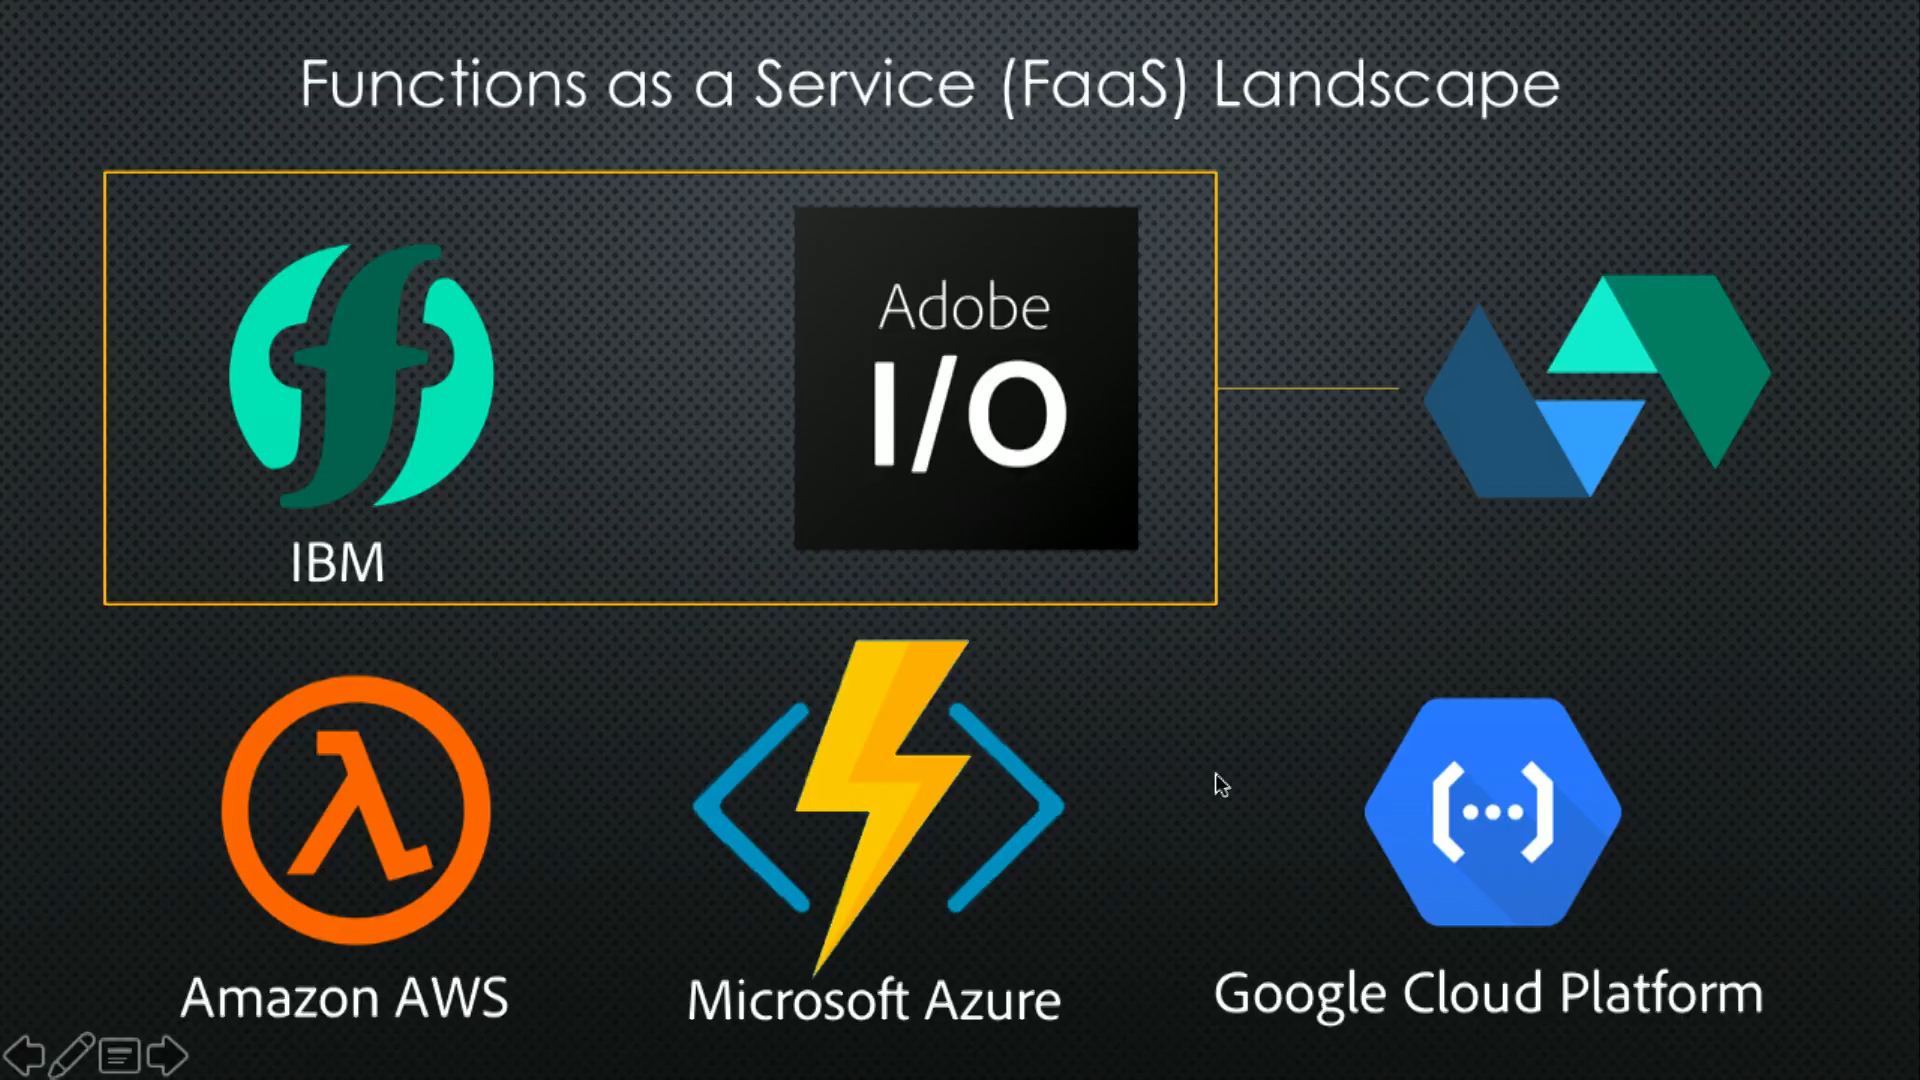 Functions as a Service (FaaS) Landscape
Adobe
I/O
IBM
Amazon AWS
Microsoft Azure
Google Cloud Platform